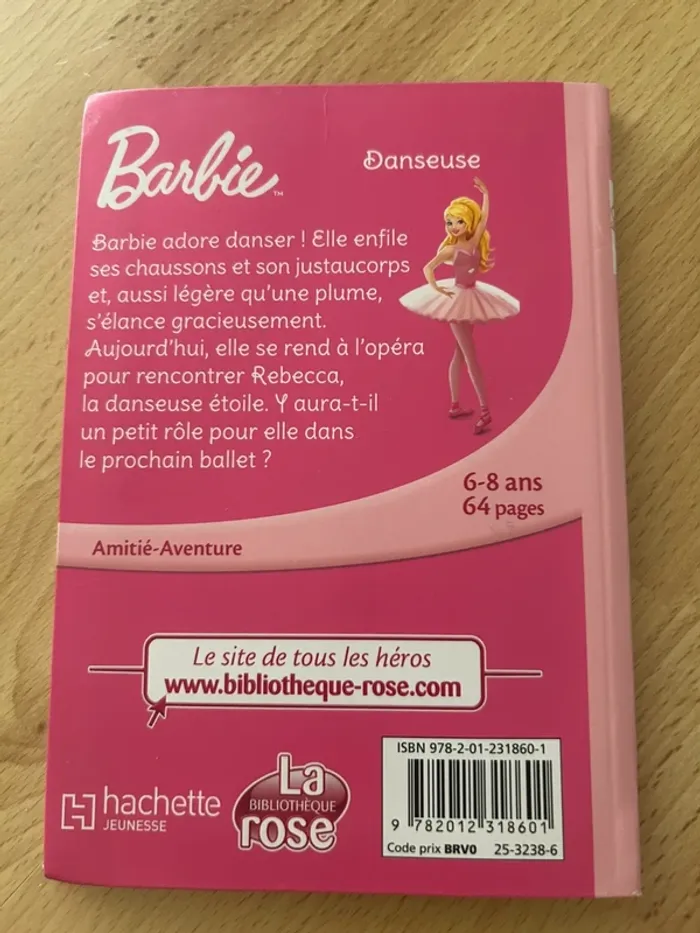 Barbie™
Danseuse
Barbie adore danser ! Elle enfile
ses chaussons et son justaucorps
et, aussi légère qu'une plume,
s'élance gracieusement.
Aujourd'hui, elle se rend à l'opéra
pour rencontrer Rebecca,
la danseuse étoile. Y aura-t-il
un petit rôle pour elle dans
le prochain ballet ?
6-8 ans
64 pages
Amitié-Aventure
Le site de tous les héros
www.bibliotheque-rose.com
hachette
JEUNESSE
La
BIBLIOTHÈQUE
rose
ISBN 978-2-01-231860-1
9 782012 318601
Code prix BRV0 25-3238-6